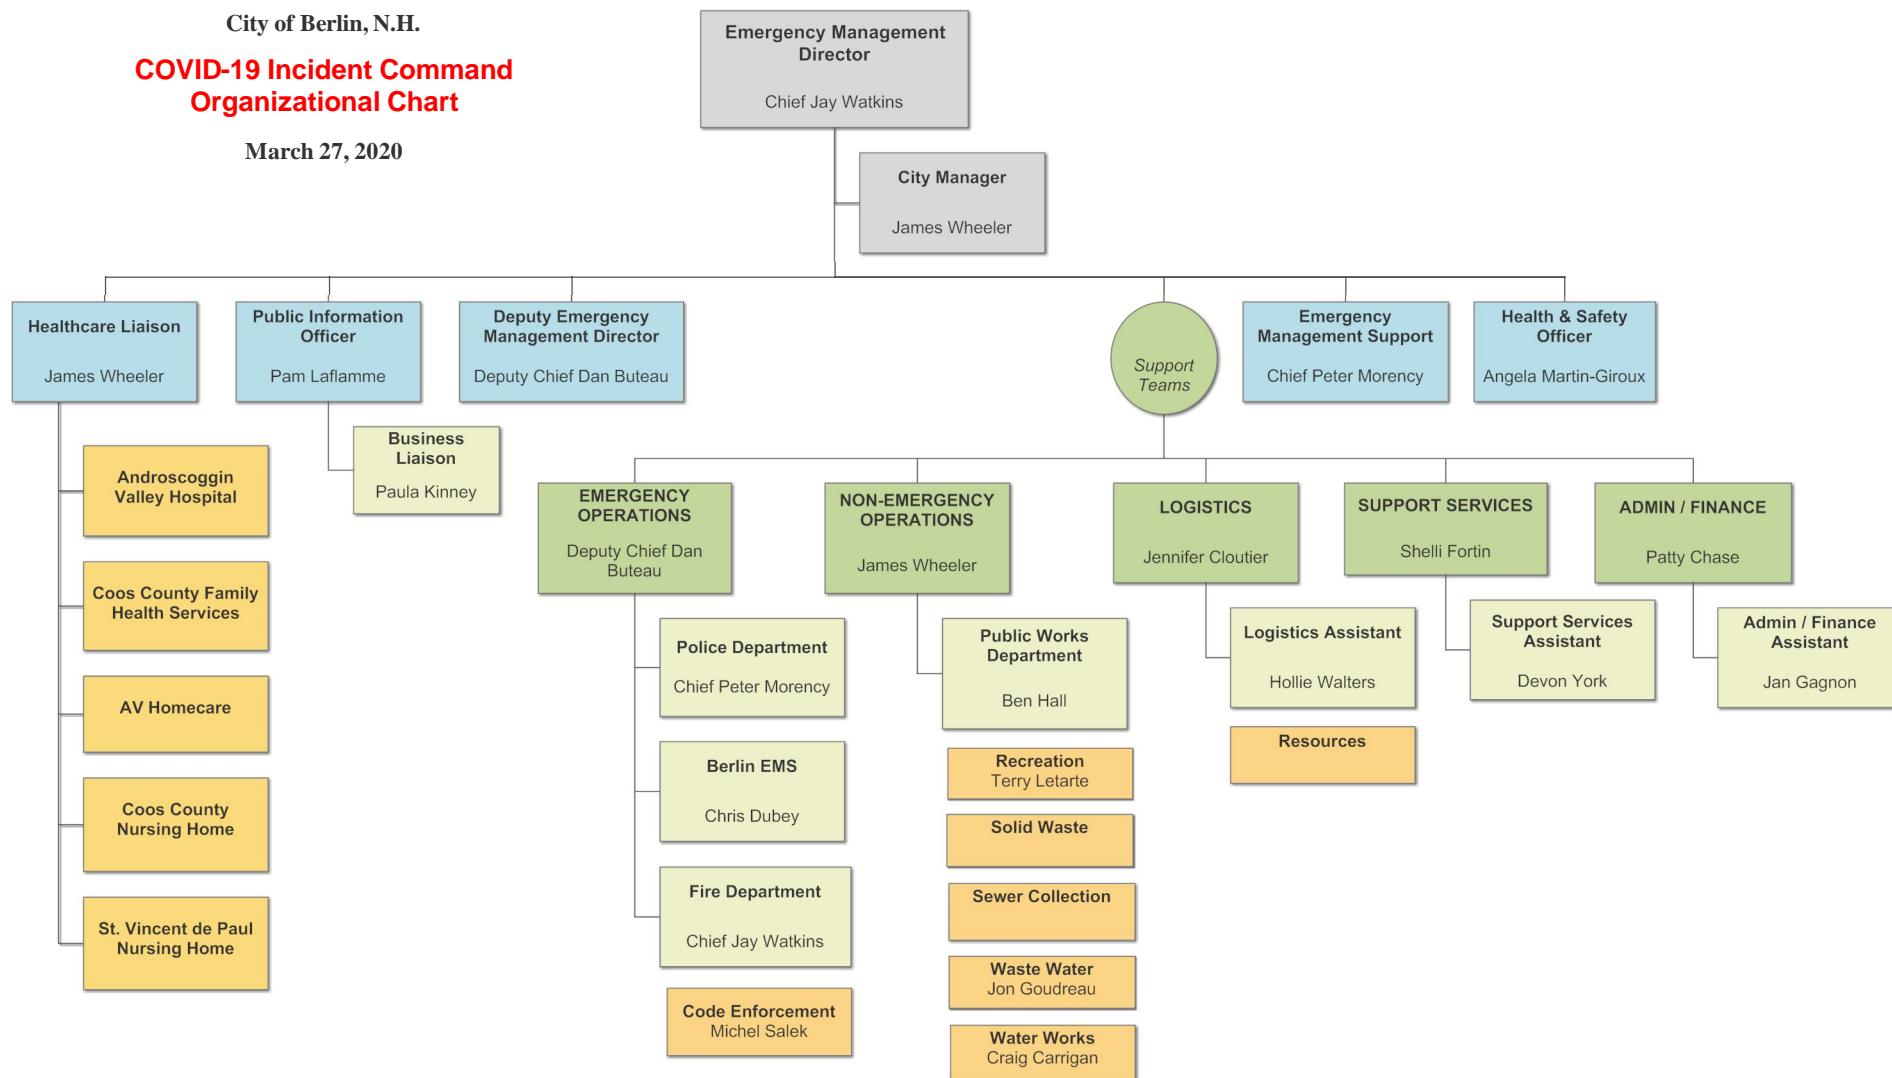 City of Berlin, N.H.
COVID-19 Incident Command
Organizational Chart
March 27, 2020
Emergency Management
Director
Chief Jay Watkins
City Manager
James Wheeler
Healthcare Liaison
James Wheeler
Public Information
Officer
Pam Laflamme
Deputy Emergency
Management Director
Deputy Chief Dan Buteau
Support
Teams
Emergency
Management Support
Chief Peter Morency
Health & Safety
Officer
Angela Martin-Giroux
Androscoggin
Valley Hospital
Coos County Family
Health Services
AV Homecare
Coos County
Nursing Home
St. Vincent de Paul
Nursing Home
Business
Liaison
Paula Kinney
EMERGENCY
OPERATIONS
Deputy Chief Dan
Buteau
Police Department
Chief Peter Morency
Berlin EMS
Chris Dubey
Fire Department
Chief Jay Watkins
Code Enforcement
Michel Salek
NON-EMERGENCY
OPERATIONS
James Wheeler
Public Works
Department
Ben Hall
Recreation
Terry Letarte
Solid Waste
Sewer Collection
Waste Water
Jon Goudreau
Water Works
Craig Carrigan
LOGISTICS
Jennifer Cloutier
Logistics Assistant
Hollie Walters
Resources
SUPPORT SERVICES
Shelli Fortin
Support Services
Assistant
Devon York
ADMIN / FINANCE
Patty Chase
Admin / Finance
Assistant
Jan Gagnon